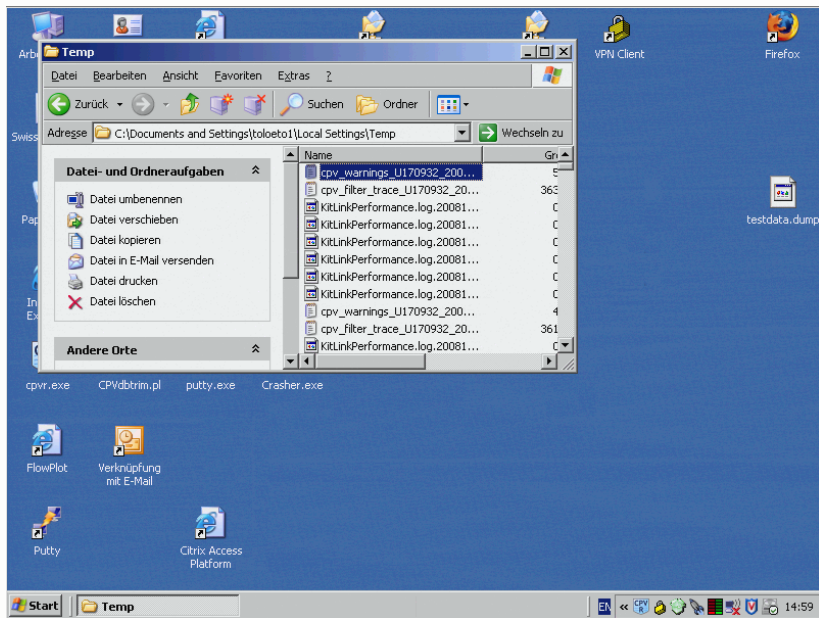 Temp
VPN Client
Firefox
Datei Bearbeiten Ansicht Favoriten Extras ?
Zurück Suchen Ordner
Adresse C:\Documents and Settings\toloeto1\Local Settings\Temp Wechseln zu
Name
Datei- und Ordneraufgaben
Datei umbenennen
Datei verschieben
Datei kopieren
Datei in E-Mail versenden
Datei drucken
Datei löschen
Andere Orte
cpv_warnings_U170932_200...
cpv_filter_trace_U170932_20... 363
KitLinkPerformance.log.20081...
KitLinkPerformance.log.20081...
KitLinkPerformance.log.20081...
KitLinkPerformance.log.20081...
KitLinkPerformance.log.20081...
KitLinkPerformance.log.20081...
cpv_warnings_U170932_200... 4
cpv_filter_trace_U170932_20... 361
KitLinkPerformance.log.20081...
testdata.dump
cpvr.exe CPVdbtrim.pl putty.exe Crasher.exe
FlowPlot
Verknüpfung
mit E-Mail
Putty
Citrix Access
Platform
Start Temp EN « CPV R 14:59